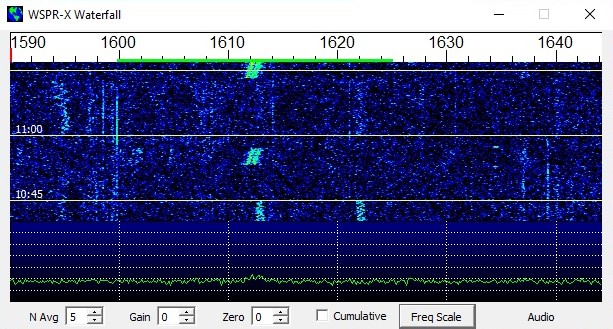 WSPR-X Waterfall
1590 1600 1610 1620 1630 1640
11:00
10:45
N Avg 5 Gain 0 Zero 0 Cumulative Freq Scale Audio